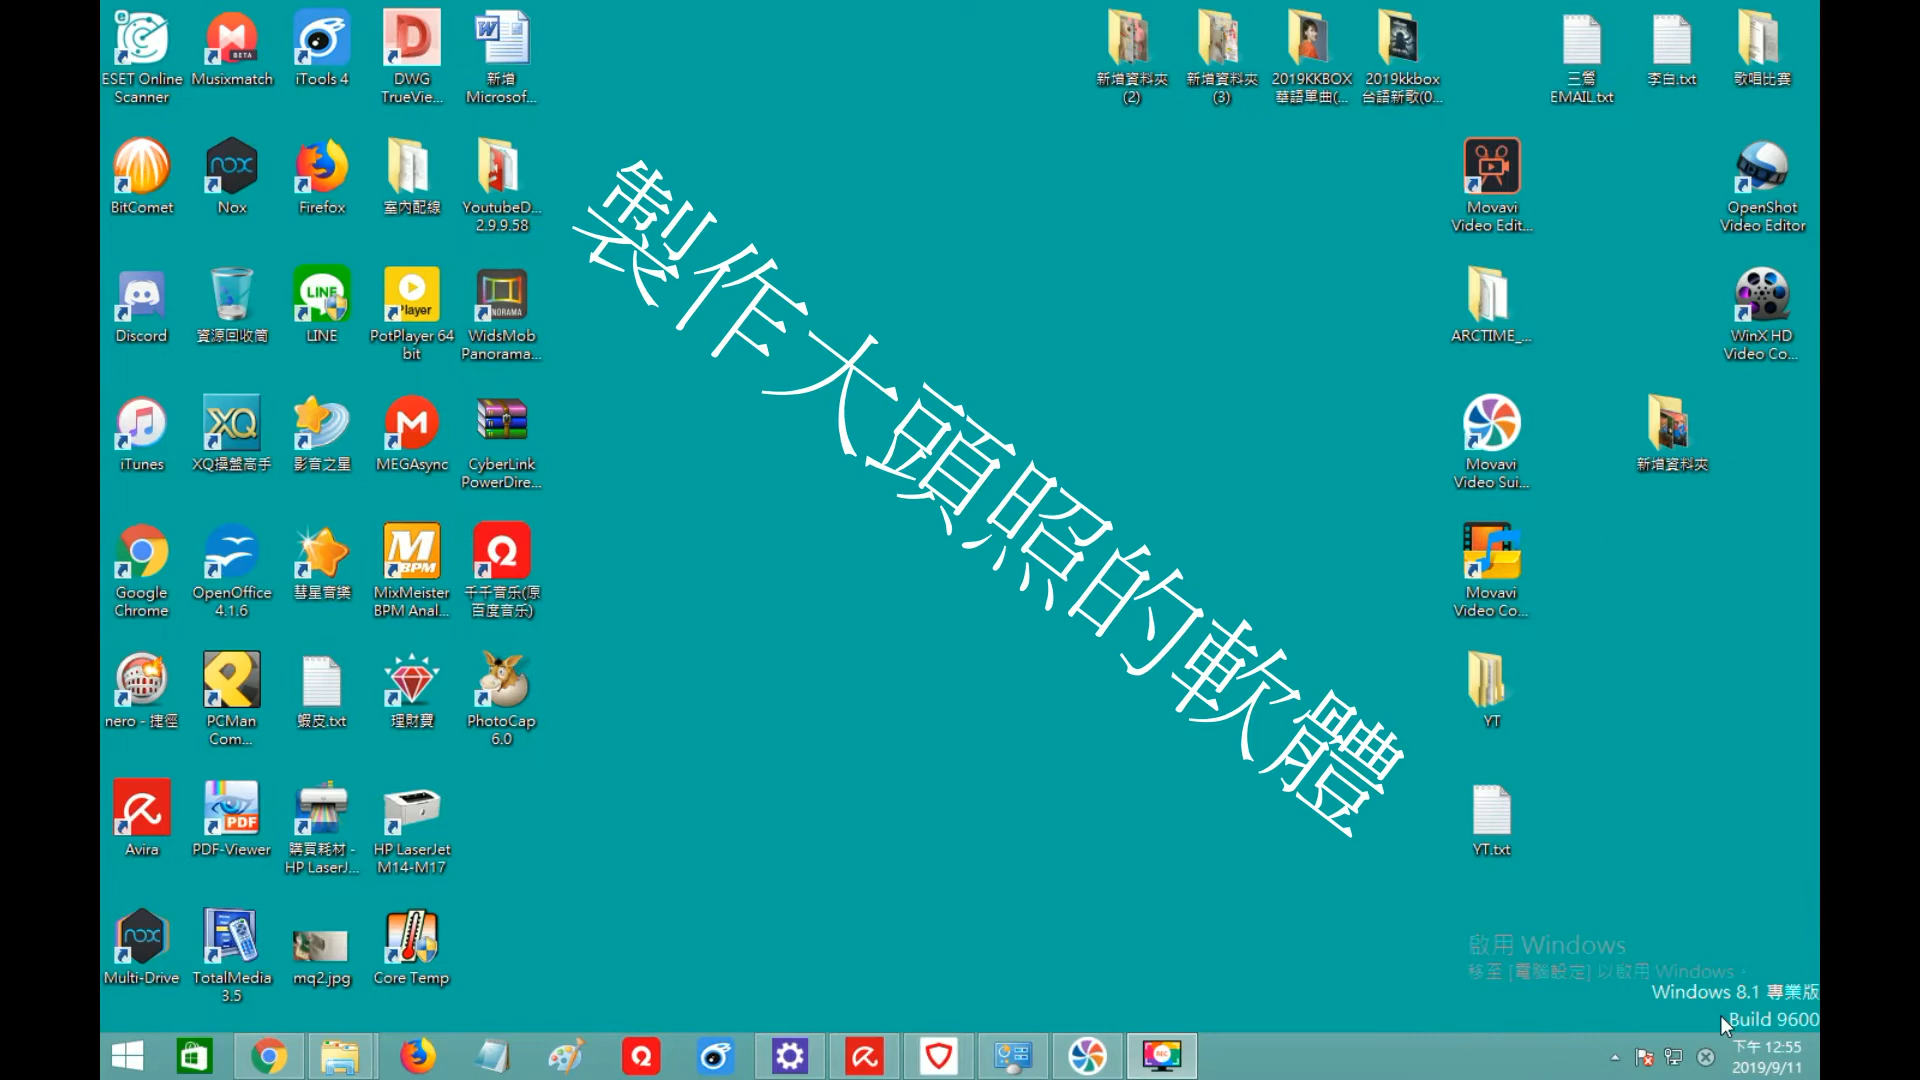 ESET Online
Scanner
Musixmatch
iTools 4
DWG
TrueVie...
新增
Microsof...
新增資料夾
(2)
新增資料夾
(3)
2019KKBOX
華語單曲(...
2019kkbox
台語新歌(0...
三鶯
EMAIL.txt
李白.txt
歌唱比賽
BitComet
Nox
Firefox
室內配線
YoutubeD...
2.9.9.58
Movavi
Video Edit...
OpenShot
Video Editor
Discord
資源回收筒
LINE
PotPlayer 64
bit
WidsMob
Panorama...
ARCTIME_...
WinX HD
Video Co...
iTunes
XQ操盤高手
影音之星
MEGAsync
CyberLink
PowerDire...
Movavi
Video Sui...
新增資料夾
製作大頭照的軟體
Google
Chrome
OpenOffice
4.1.6
彗星音樂
MixMeister
BPM Anal...
千千音乐(原
百度音乐)
Movavi
Video Co...
nero - 捷徑
PCMan
Com...
蝦皮.txt
理財寶
PhotoCap
6.0
YT
Avira
PDF-Viewer
購買耗材 -
HP LaserJ...
HP LaserJet
M14-M17
YT.txt
Multi-Drive
TotalMedia
3.5
mq2.jpg
Core Temp
啟用 Windows
移至 [電腦設定] 以啟用 Windows。
Windows 8.1 專業版
Build 9600
下午 12:55
2019/9/11